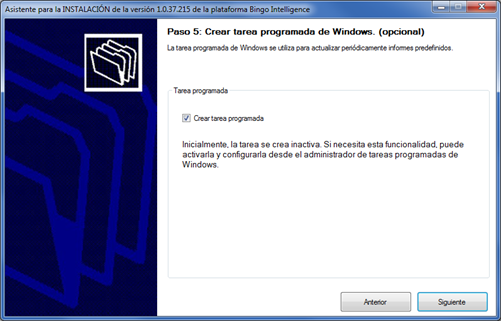 Asistente para la INSTALACIÓN de la versión 1.0.37.215 de la plataforma Bingo Intelligence
Paso 5: Crear tarea programada de Windows. (opcional)
La tarea programada de Windows se utiliza para actualizar periódicamente informes predefinidos.
Tarea programada
Crear tarea programada
Inicialmente, la tarea se crea inactiva. Si necesita esta funcionalidad, puede
activarla y configurarla desde el administrador de tareas programadas de
Windows.
Anterior
Siguiente